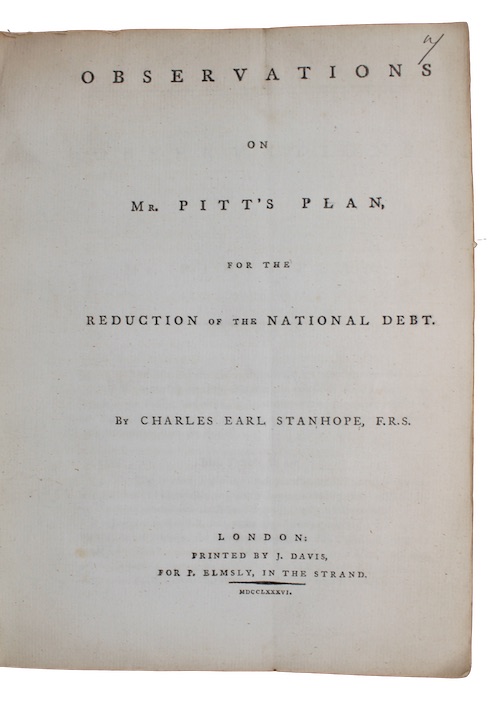 OBSERVATIONS
ON
MR. PITT'S PLAN,
FOR THE
REDUCTION OF THE NATIONAL DEBT.
BY CHARLES EARL STANHOPE, F.R.S.
LONDON:
PRINTED BY J. DAVIS,
FOR P. ELMSLY, IN THE STRAND.
MDCCLXXXVI.